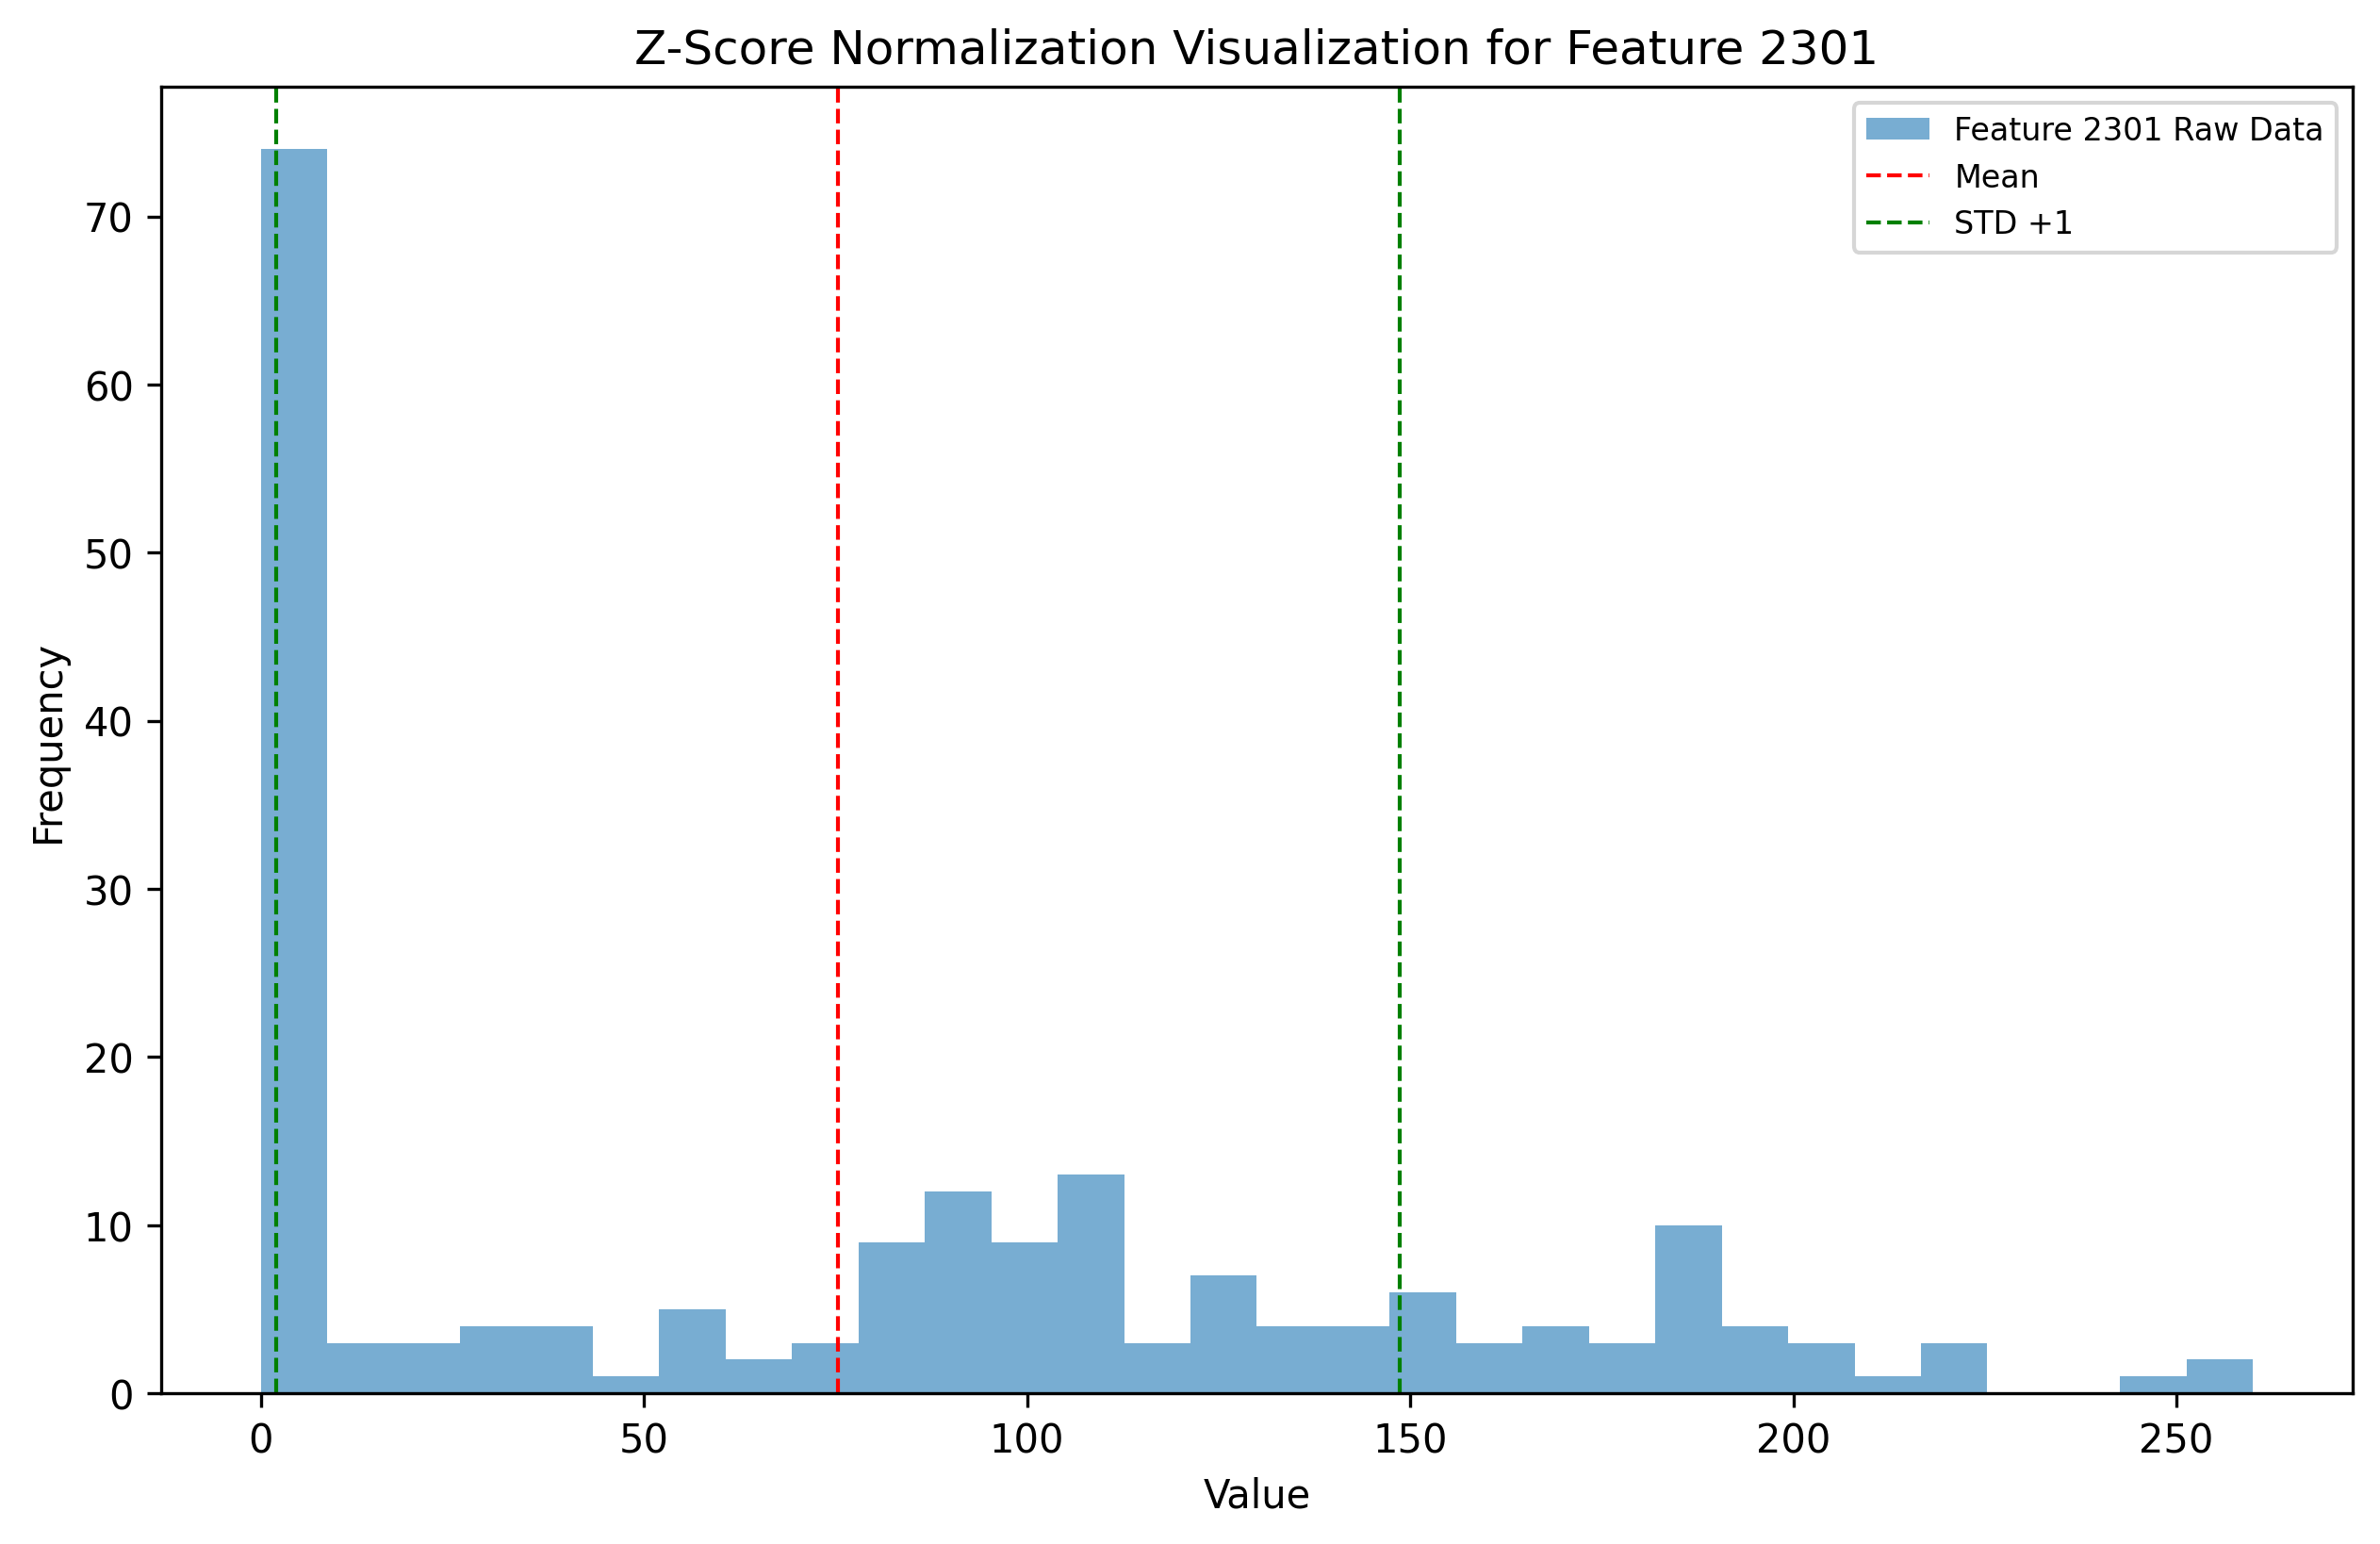 Z-Score Normalization Visualization for Feature 2301
Feature 2301 Raw Data
Mean
STD +1
70
60
50
40
30
20
10
0
Frequency
0 50 100 150 200 250
Value